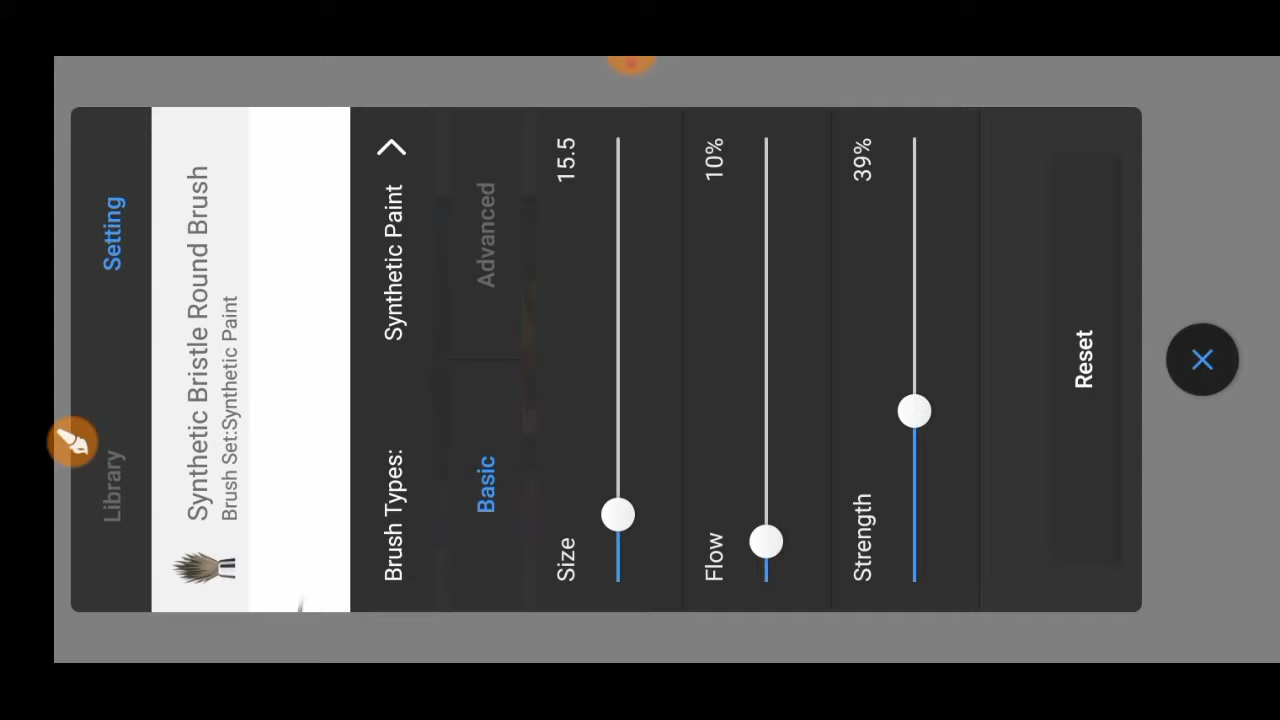 Library
Setting
Synthetic Bristle Round Brush
Brush Set:Synthetic Paint
Brush Types:
Synthetic Paint
Basic
Advanced
Size
15.5
Flow
10%
Strength
39%
Reset